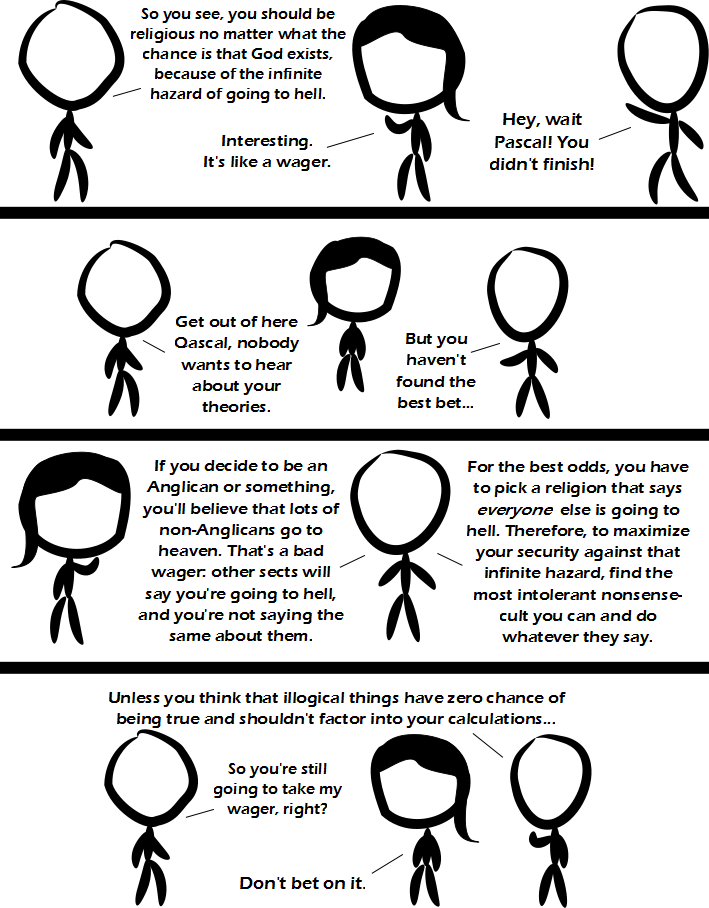 So you see, you should be
religious no matter what the
chance is that God exists,
because of the infinite
hazard of going to hell.
Interesting.
It's like a wager.
Hey, wait
Pascal! You
didn't finish!
Get out of here
Qascal, nobody
wants to hear
about your
theories.
But you
haven't
found the
best bet...
If you decide to be an
Anglican or something,
you'll believe that lots of
non-Anglicans go to
heaven. That's a bad
wager: other sects will
say you're going to hell,
and you're not saying the
same about them.
For the best odds, you have
to pick a religion that says
everyone else is going to
hell. Therefore, to maximize
your security against that
infinite hazard, find the
most intolerant nonsense-
cult you can and do
whatever they say.
Unless you think that illogical things have zero chance of
being true and shouldn't factor into your calculations...
So you're still
going to take my
wager, right?
Don't bet on it.